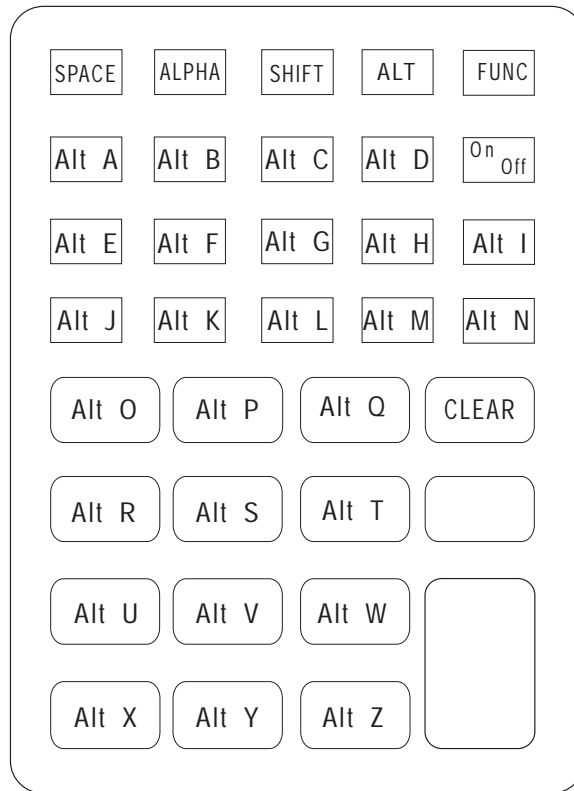 SPACE ALPHA SHIFT ALT FUNC
Alt A Alt B Alt C Alt D On Off
Alt E Alt F Alt G Alt H Alt I
Alt J Alt K Alt L Alt M Alt N
Alt O Alt P Alt Q CLEAR
Alt R Alt S Alt T
Alt U Alt V Alt W
Alt X Alt Y Alt Z